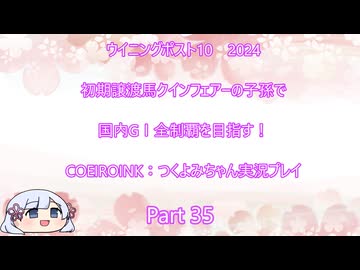 ウイニングポスト10　2024
初期譲渡馬クインフェアーの子孫で
国内GⅠ全制覇を目指す！
COEIROINK：つくよみちゃん実況プレイ
Part 35